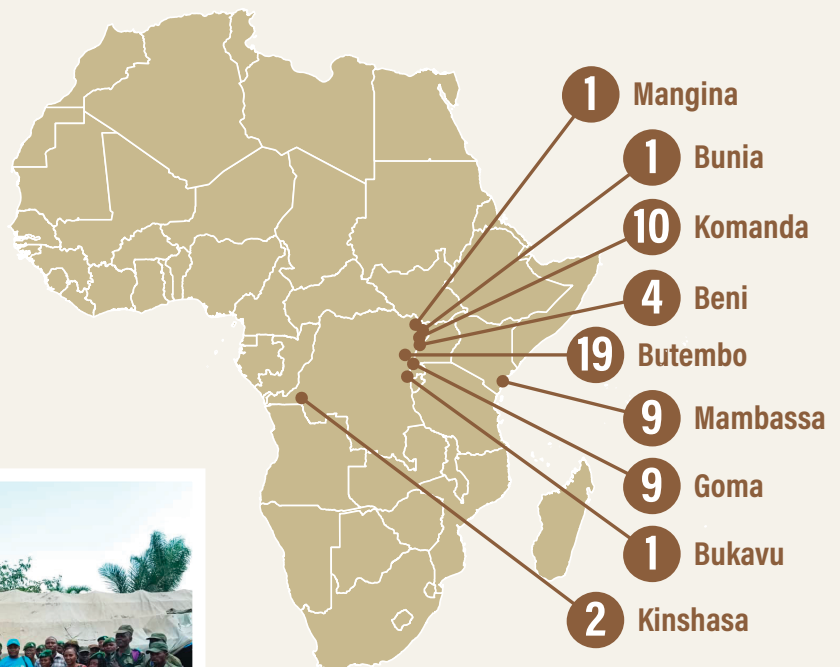 1 Mangina
1 Bunia
10 Komanda
4 Beni
19 Butembo
9 Mambassa
9 Goma
1 Bukavu
2 Kinshasa